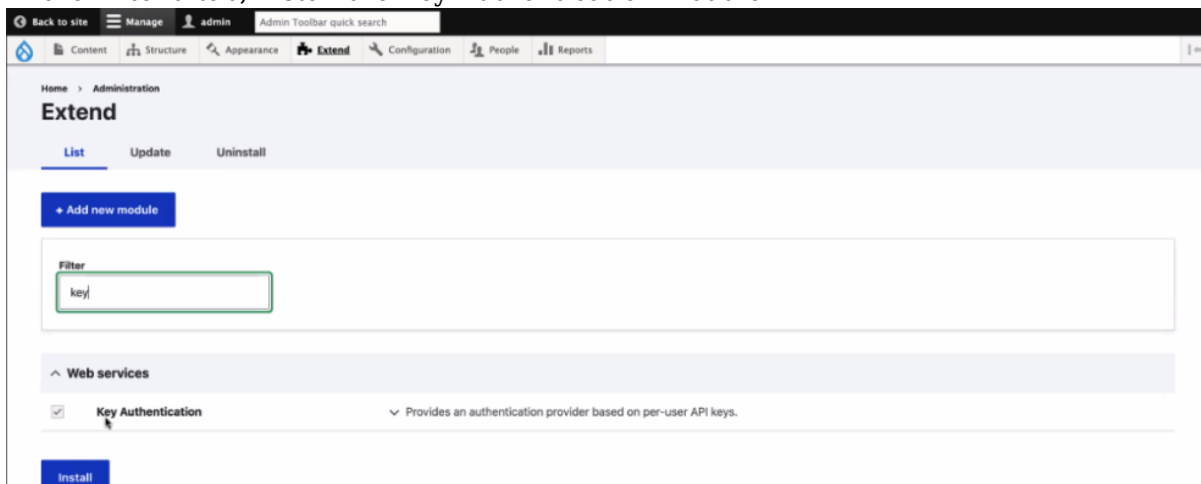 Back to site Manage admin Admin Toolbar quick search
Content Structure Appearance Extend Configuration People Reports
Home › Administration
Extend
List Update Uninstall
+ Add new module
Filter
key
Web services
Key Authentication Provides an authentication provider based on per-user API keys.
Install